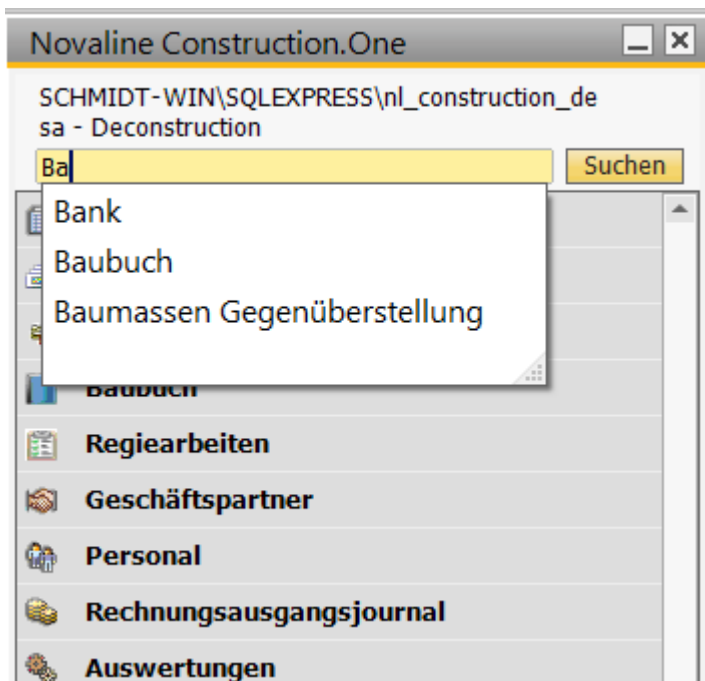 Novaline Construction.One
SCHMIDT-WIN\SQLEXPRESS\nl_construction_de
sa - Deconstruction
Ba
Suchen
Bank
Baubuch
Baumassen Gegenüberstellung
Baubuch
Regiearbeiten
Geschäftspartner
Personal
Rechnungsausgangsjournal
Auswertungen